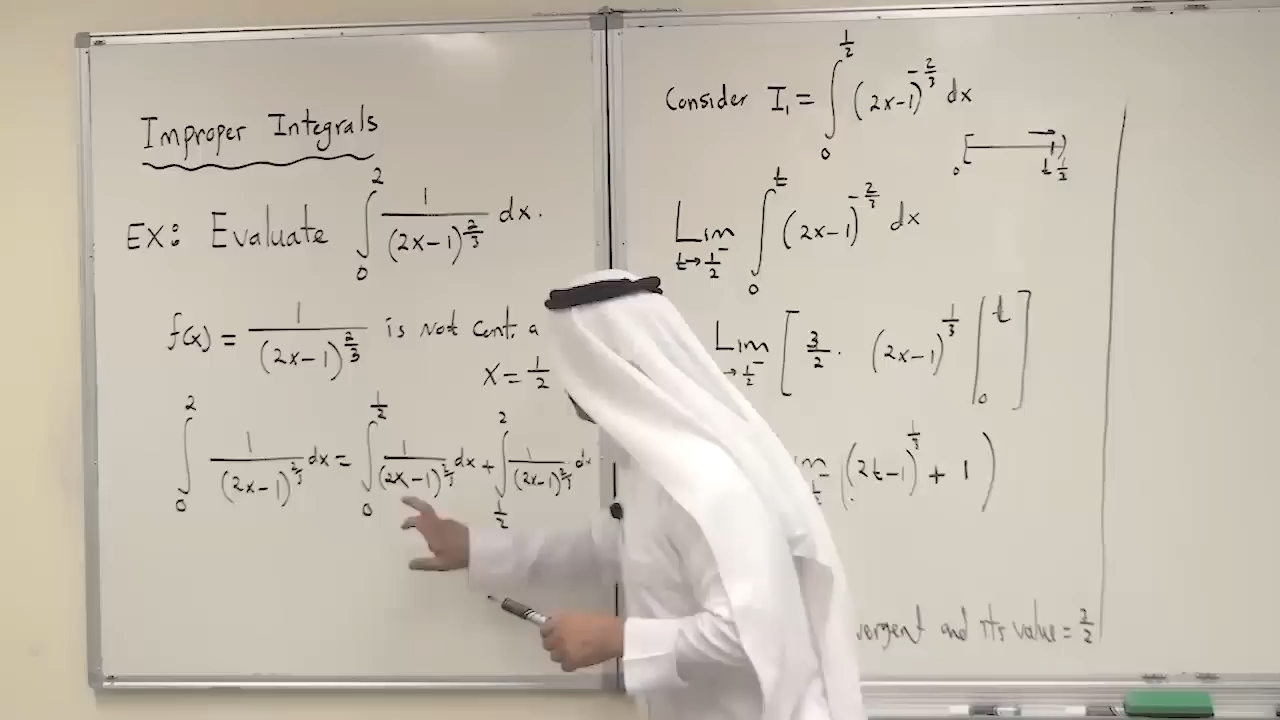 Improper Integrals
EX: Evaluate ∫₀² 1/(2x-1)^(2/3) dx.
f(x) = 1/(2x-1)^(2/3) is not cont. a
x = 1/2
∫₀² 1/(2x-1)^(2/3) dx = ∫₀^(1/2) 1/(2x-1)^(2/3) dx + ∫_(1/2)^2 1/(2x-1)^(2/3) dx
Consider I₁ = ∫₀^(1/2) (2x-1)^(-2/3) dx
0 t 1/2
Lim t→1/2⁻ ∫₀^t (2x-1)^(-2/3) dx
Lim →1/2⁻ [3/2 · (2x-1)^(1/3) |₀^t]
m t ((2t-1)^(1/3) + 1)
vergent and its value =